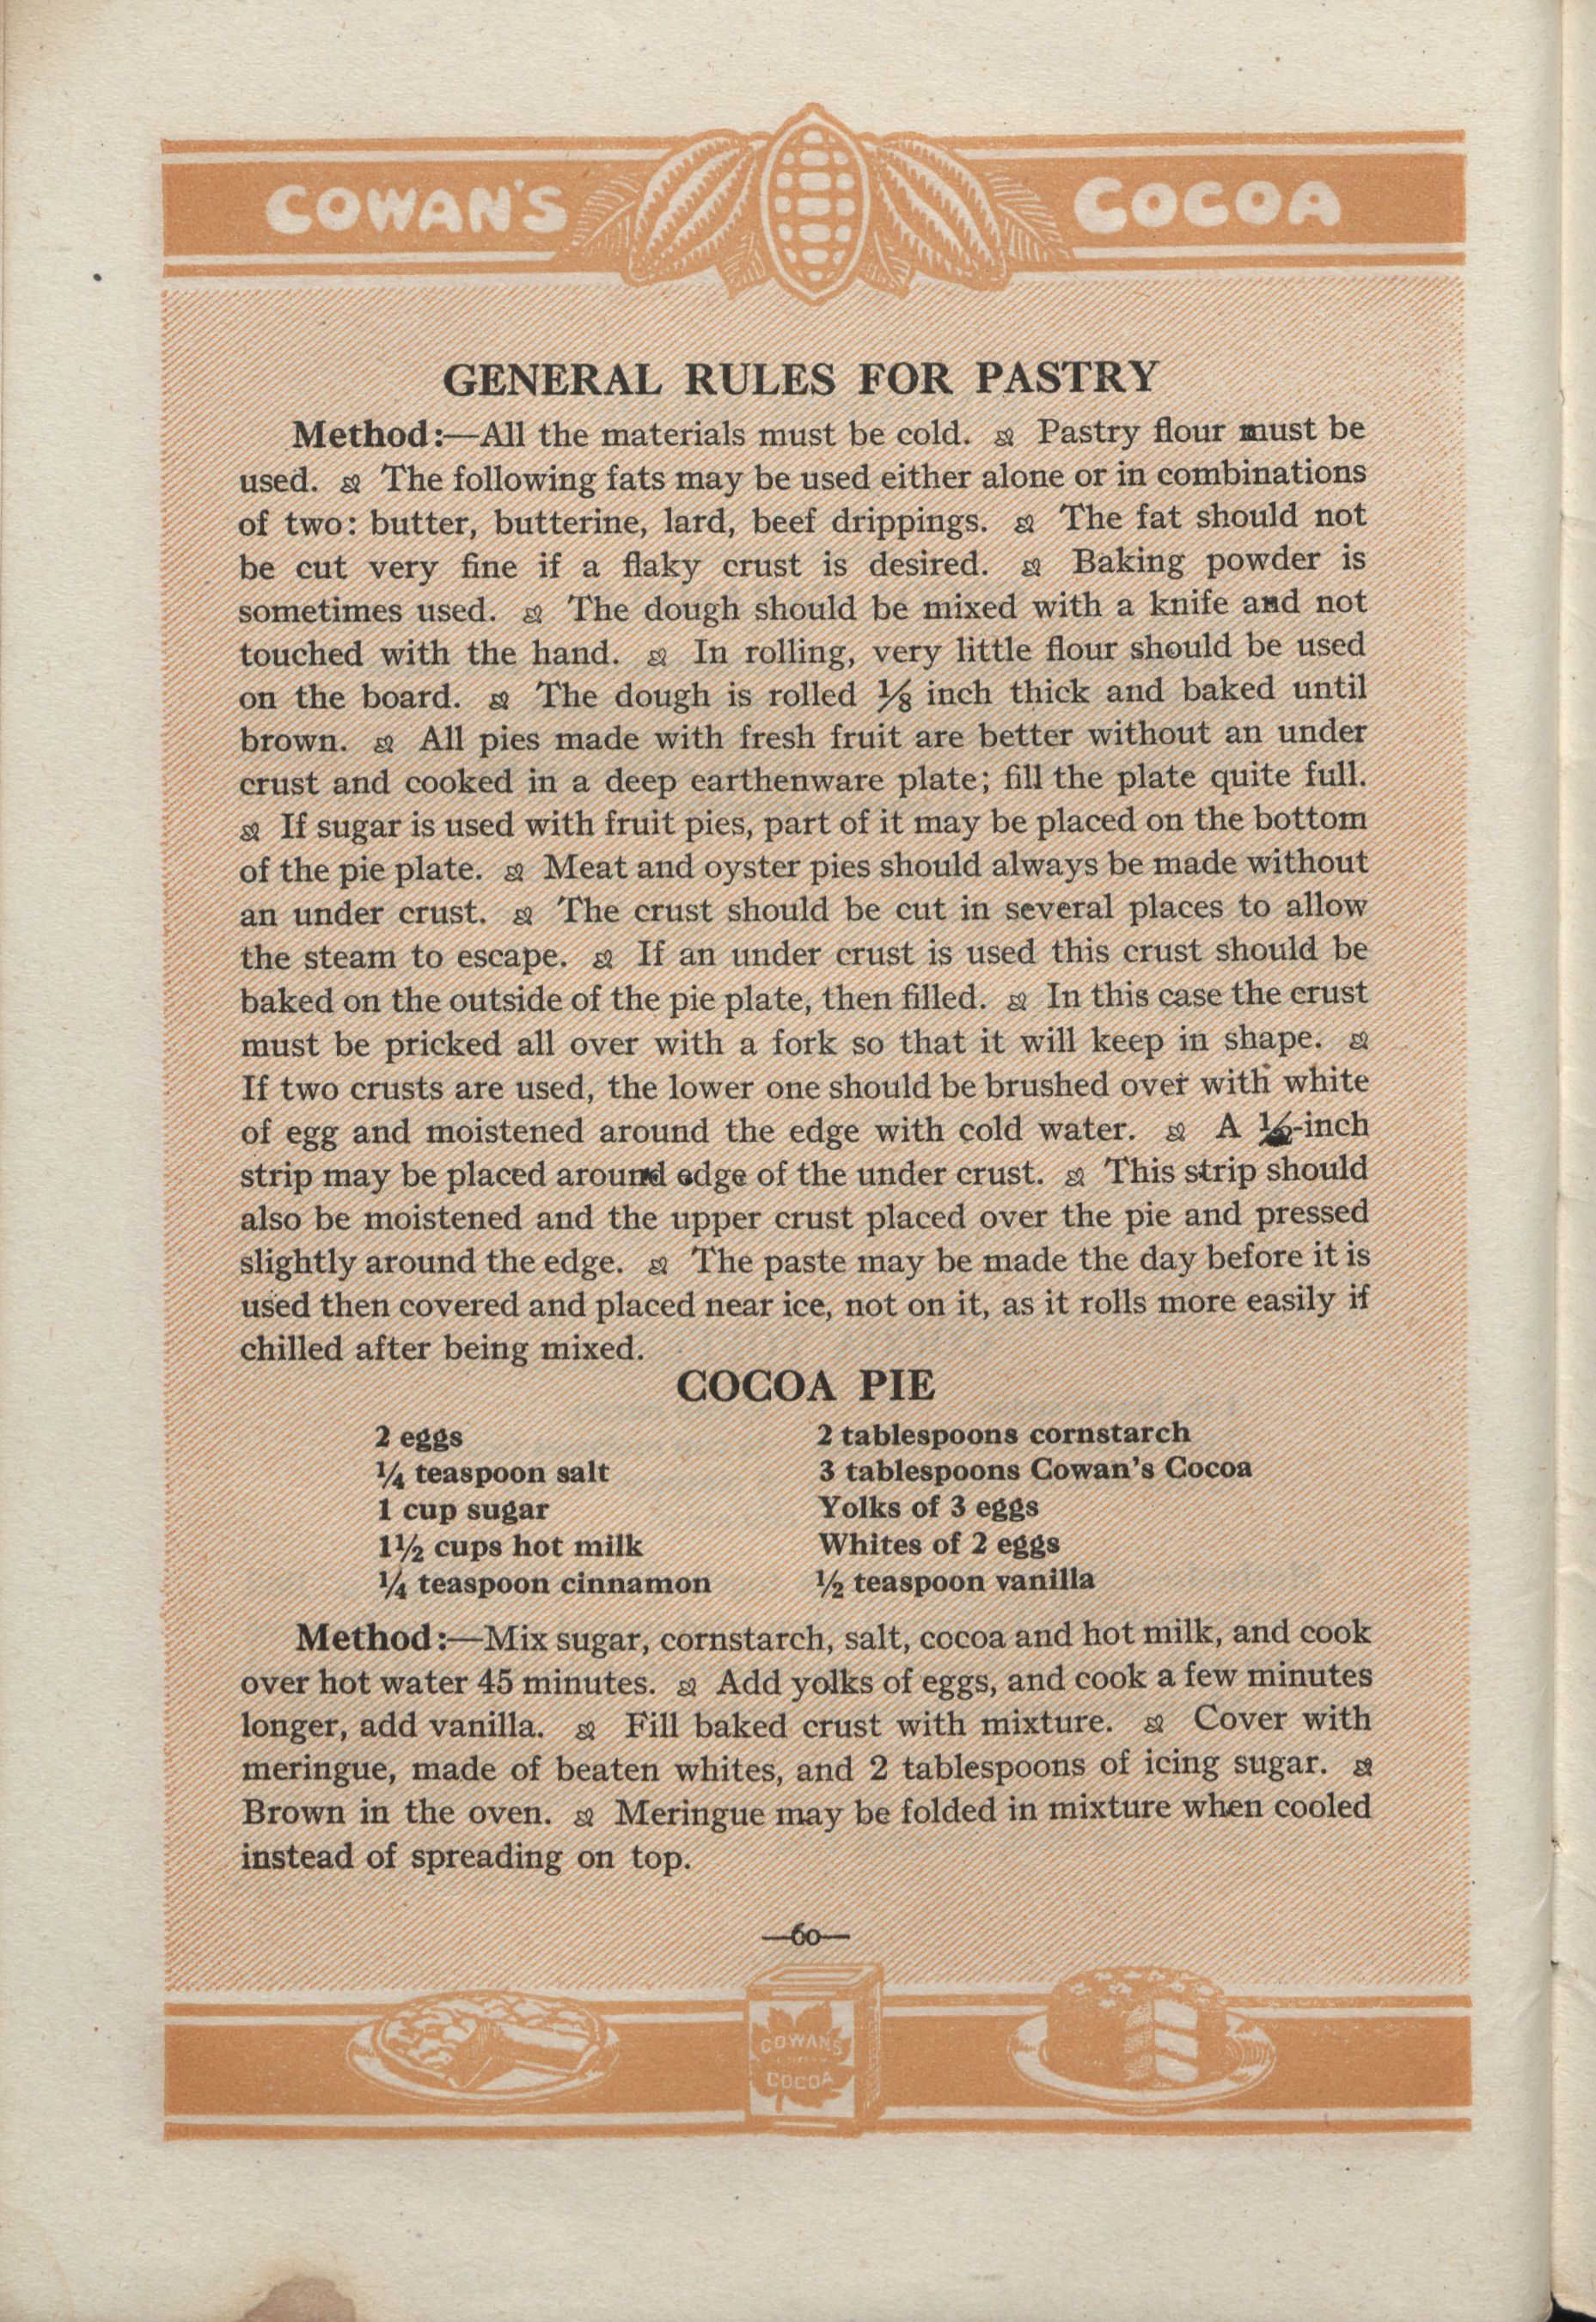 COWAN'S COCOA
GENERAL RULES FOR PASTRY
Method:—All the materials must be cold. Pastry flour must be
used. The following fats may be used either alone or in combinations
of two: butter, butterine, lard, beef drippings. The fat should not
be cut very fine if a flaky crust is desired. Baking powder is
sometimes used. The dough should be mixed with a knife and not
touched with the hand. In rolling, very little flour should be used
on the board. The dough is rolled ⅛ inch thick and baked until
brown. All pies made with fresh fruit are better without an under
crust and cooked in a deep earthenware plate; fill the plate quite full.
If sugar is used with fruit pies, part of it may be placed on the bottom
of the pie plate. Meat and oyster pies should always be made without
an under crust. The crust should be cut in several places to allow
the steam to escape. If an under crust is used this crust should be
baked on the outside of the pie plate, then filled. In this case the crust
must be pricked all over with a fork so that it will keep in shape.
If two crusts are used, the lower one should be brushed over with white
of egg and moistened around the edge with cold water. A -inch
strip may be placed around edge of the under crust. This strip should
also be moistened and the upper crust placed over the pie and pressed
slightly around the edge. The paste may be made the day before it is
used then covered and placed near ice, not on it, as it rolls more easily if
chilled after being mixed.
COCOA PIE
2 eggs
¼ teaspoon salt
1 cup sugar
1½ cups hot milk
¼ teaspoon cinnamon
2 tablespoons cornstarch
3 tablespoons Cowan's Cocoa
Yolks of 3 eggs
Whites of 2 eggs
½ teaspoon vanilla
Method:—Mix sugar, cornstarch, salt, cocoa and hot milk, and cook
over hot water 45 minutes. Add yolks of eggs, and cook a few minutes
longer, add vanilla. Fill baked crust with mixture. Cover with
meringue, made of beaten whites, and 2 tablespoons of icing sugar.
Brown in the oven. Meringue may be folded in mixture when cooled
instead of spreading on top.
—60—
COWAN'S
COCOA